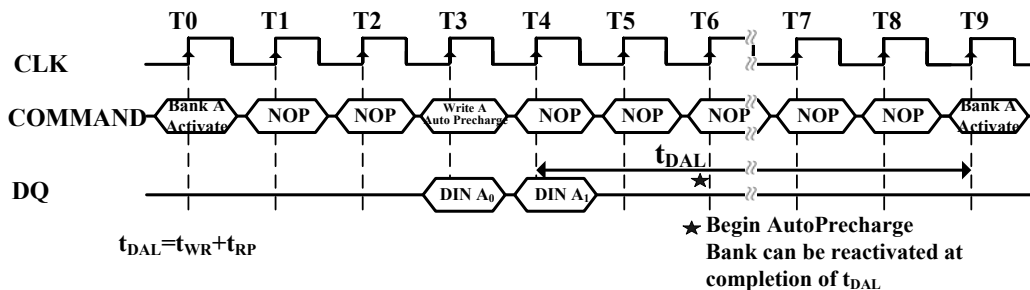 T0 T1 T2 T3 T4 T5 T6 T7 T8 T9
CLK
COMMAND Bank A Activate NOP NOP Write A Auto Precharge NOP NOP NOP NOP NOP Bank A Activate
tDAL
DQ DIN A0 DIN A1
tDAL=tWR+tRP
★ Begin AutoPrecharge
Bank can be reactivated at
completion of tDAL